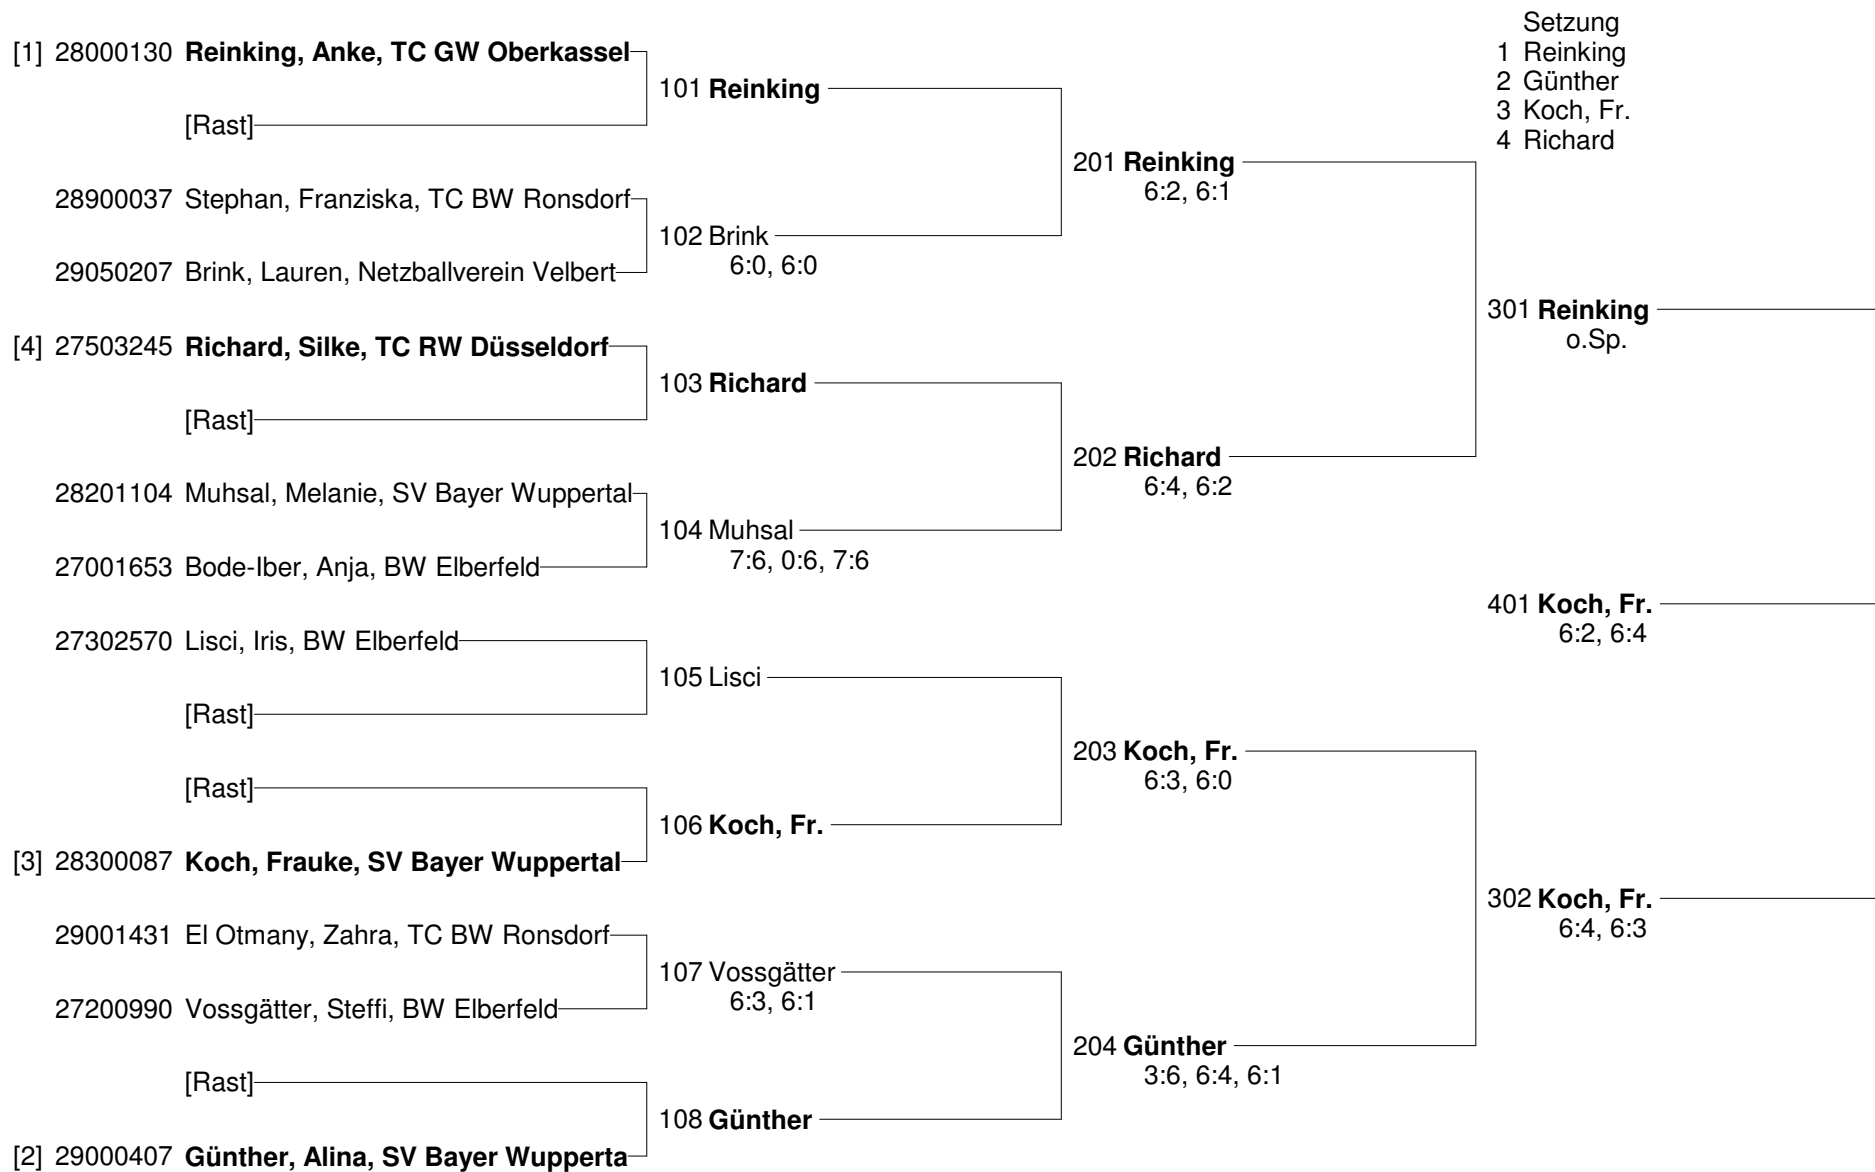 Setzung
1 Reinking
2 Günther
3 Koch, Fr.
4 Richard
[1] 28000130 Reinking, Anke, TC GW Oberkassel
[Rast]
28900037 Stephan, Franziska, TC BW Ronsdorf
29050207 Brink, Lauren, Netzballverein Velbert
[4] 27503245 Richard, Silke, TC RW Düsseldorf
[Rast]
28201104 Muhsal, Melanie, SV Bayer Wuppertal
27001653 Bode-Iber, Anja, BW Elberfeld
27302570 Lisci, Iris, BW Elberfeld
[Rast]
[Rast]
[3] 28300087 Koch, Frauke, SV Bayer Wuppertal
29001431 El Otmany, Zahra, TC BW Ronsdorf
27200990 Vossgätter, Steffi, BW Elberfeld
[Rast]
[2] 29000407 Günther, Alina, SV Bayer Wupperta
101 Reinking
102 Brink
6:0, 6:0
103 Richard
104 Muhsal
7:6, 0:6, 7:6
105 Lisci
106 Koch, Fr.
107 Vossgätter
6:3, 6:1
108 Günther
201 Reinking
6:2, 6:1
202 Richard
6:4, 6:2
203 Koch, Fr.
6:3, 6:0
204 Günther
3:6, 6:4, 6:1
301 Reinking
o.Sp.
401 Koch, Fr.
6:2, 6:4
302 Koch, Fr.
6:4, 6:3